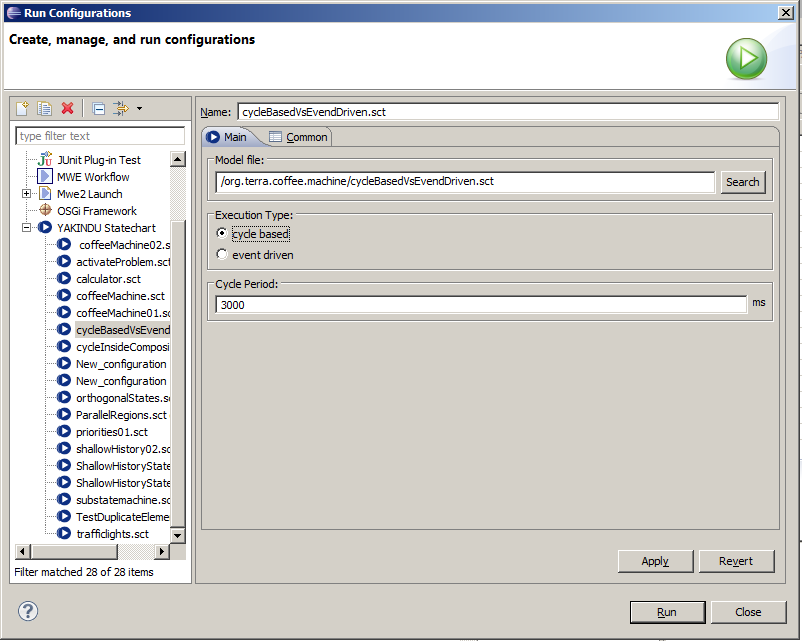 Run Configurations
Create, manage, and run configurations
type filter text
JUnit Plug-in Test
MWE Workflow
Mwe2 Launch
OSGi Framework
YAKINDU Statechart
coffeeMachine02.s
activateProblem.sct
calculator.sct
coffeeMachine.sct
coffeeMachine01.sc
cycleBasedVsEvend
cycleInsideComposi
New_configuration
New_configuration
orthogonalStates.s
ParallelRegions.sct
priorities01.sct
shallowHistory02.sc
ShallowHistoryState
ShallowHistoryState
substatemachine.sc
TestDuplicateEleme
trafficlights.sct
Filter matched 28 of 28 items
Name: cycleBasedVsEvendDriven.sct
Main Common
Model file:
/org.terra.coffee.machine/cycleBasedVsEvendDriven.sct Search
Execution Type:
cycle based
event driven
Cycle Period:
3000 ms
Apply Revert
? Run Close